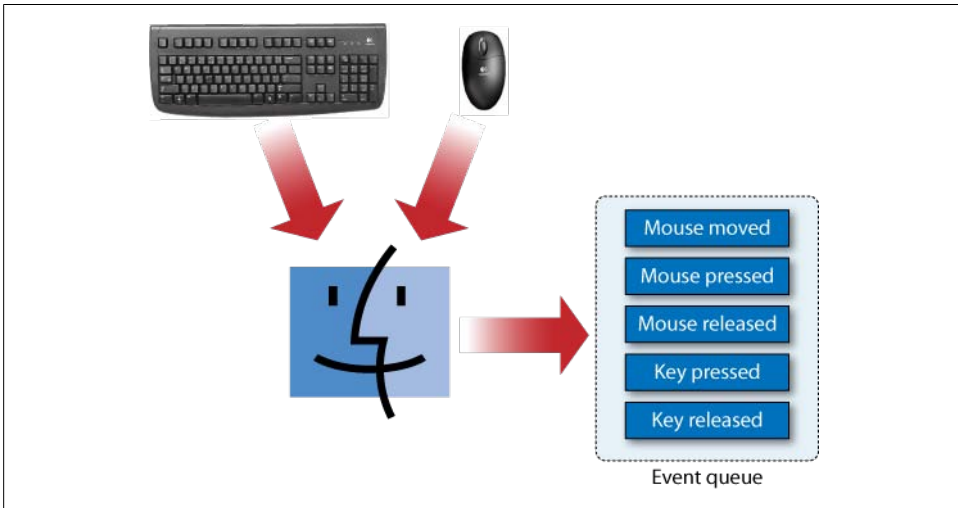 Mouse moved
Mouse pressed
Mouse released
Key pressed
Key released
Event queue